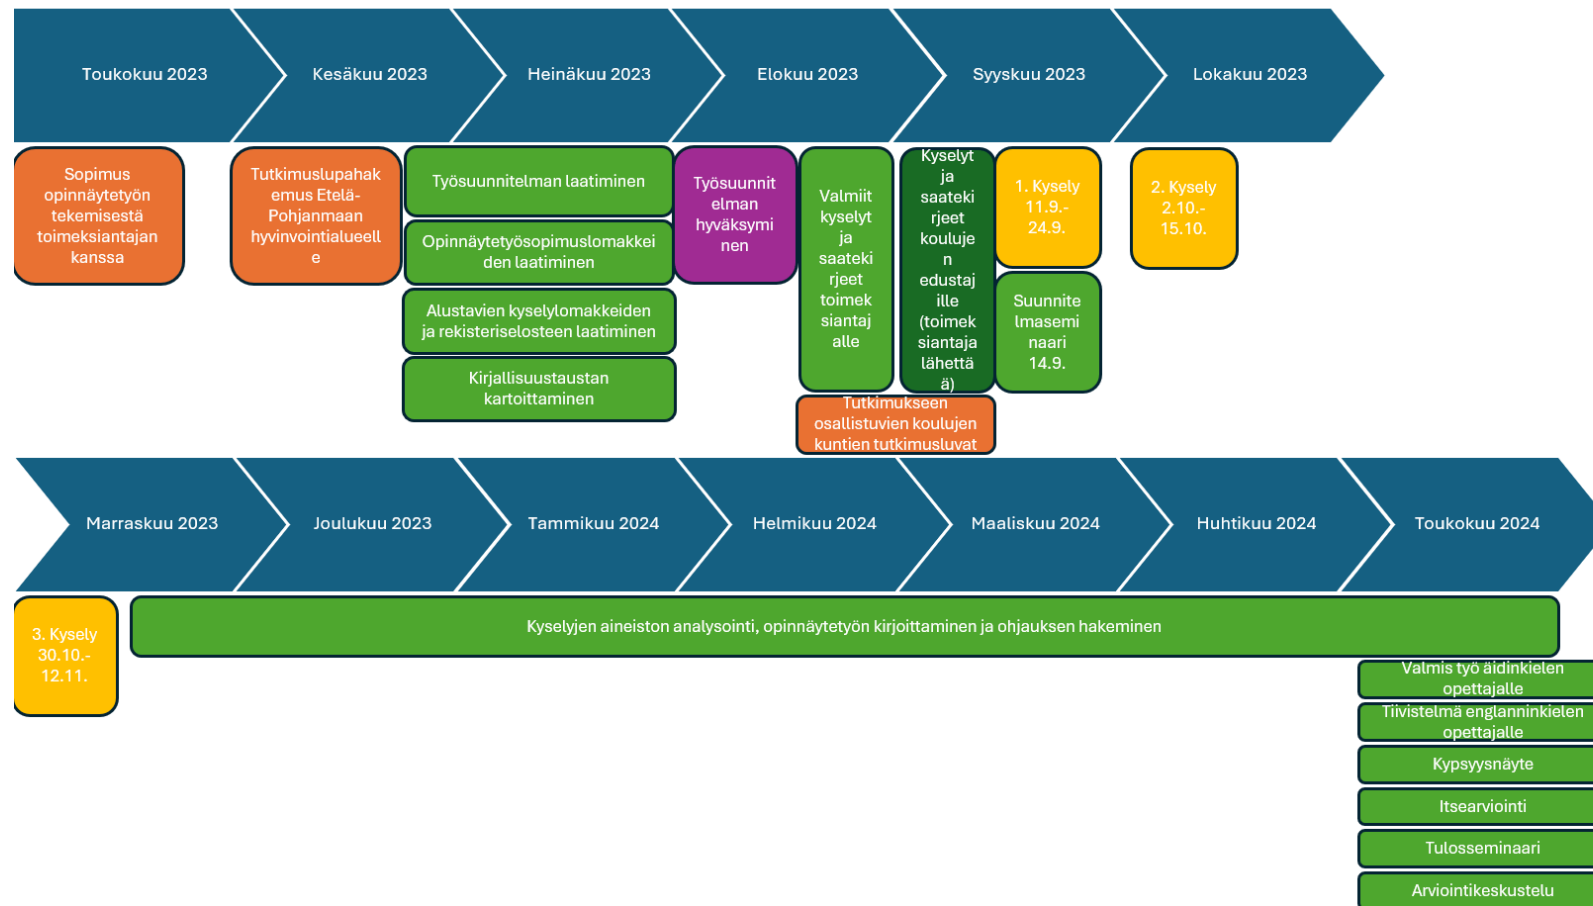 Toukokuu 2023
Kesäkuu 2023
Heinäkuu 2023
Elokuu 2023
Syyskuu 2023
Lokakuu 2023
Sopimus
opinnäytetyön
tekemisestä
toimeksiantajan
kanssa
Tutkimuslupahak
emus Etelä-
Pohjanmaan
hyvinvointialueell
e
Työsuunnitelman laatiminen
Opinnäytetyösopimuslomakkei
den laatiminen
Alustavien kyselylomakkeiden
ja rekisteriselosteen laatiminen
Kirjallisuustaustan
kartoittaminen
Työsuunnit
elman
hyväksymi
nen
Valmiit
kyselyt
ja
saateki
rjeet
toimek
siantaj
alle
Tutkimukseen
osallistuvien koulujen
kuntien tutkimusluvat
Kyselyt
ja
saateki
rjeet
kouluje
n
edustaj
ille
(toimek
siantaja
lähettä
ä)
1. Kysely
11.9.-
24.9.
Suunnite
lmasemi
naari
14.9.
2. Kysely
2.10.-
15.10.
Marraskuu 2023
Joulukuu 2023
Tammikuu 2024
Helmikuu 2024
Maaliskuu 2024
Huhtikuu 2024
Toukokuu 2024
3. Kysely
30.10.-
12.11.
Kyselyjen aineiston analysointi, opinnäytetyön kirjoittaminen ja ohjauksen hakeminen
Valmis työ äidinkielen
opettajalle
Tiivistelmä englanninkielen
opettajalle
Kypsyysnäyte
Itsearviointi
Tulosseminaari
Arviointikeskustelu